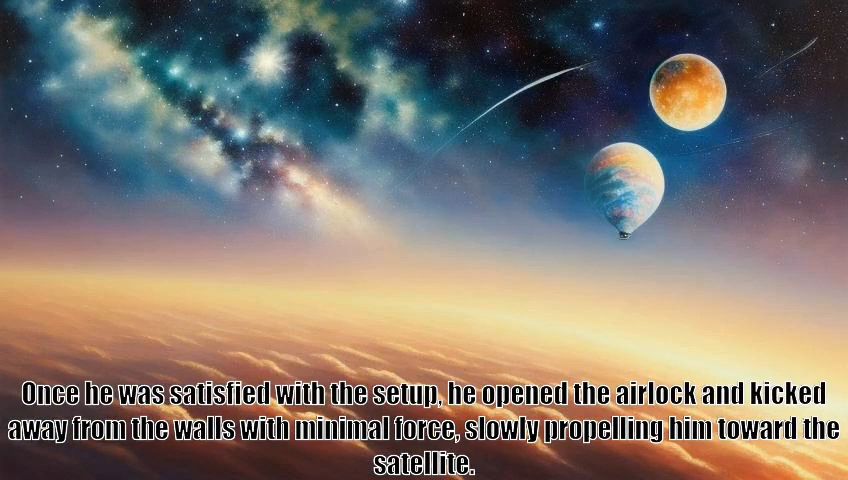 Once he was satisfied with the setup, he opened the airlock and kicked
away from the walls with minimal force, slowly propelling him toward the
satellite.